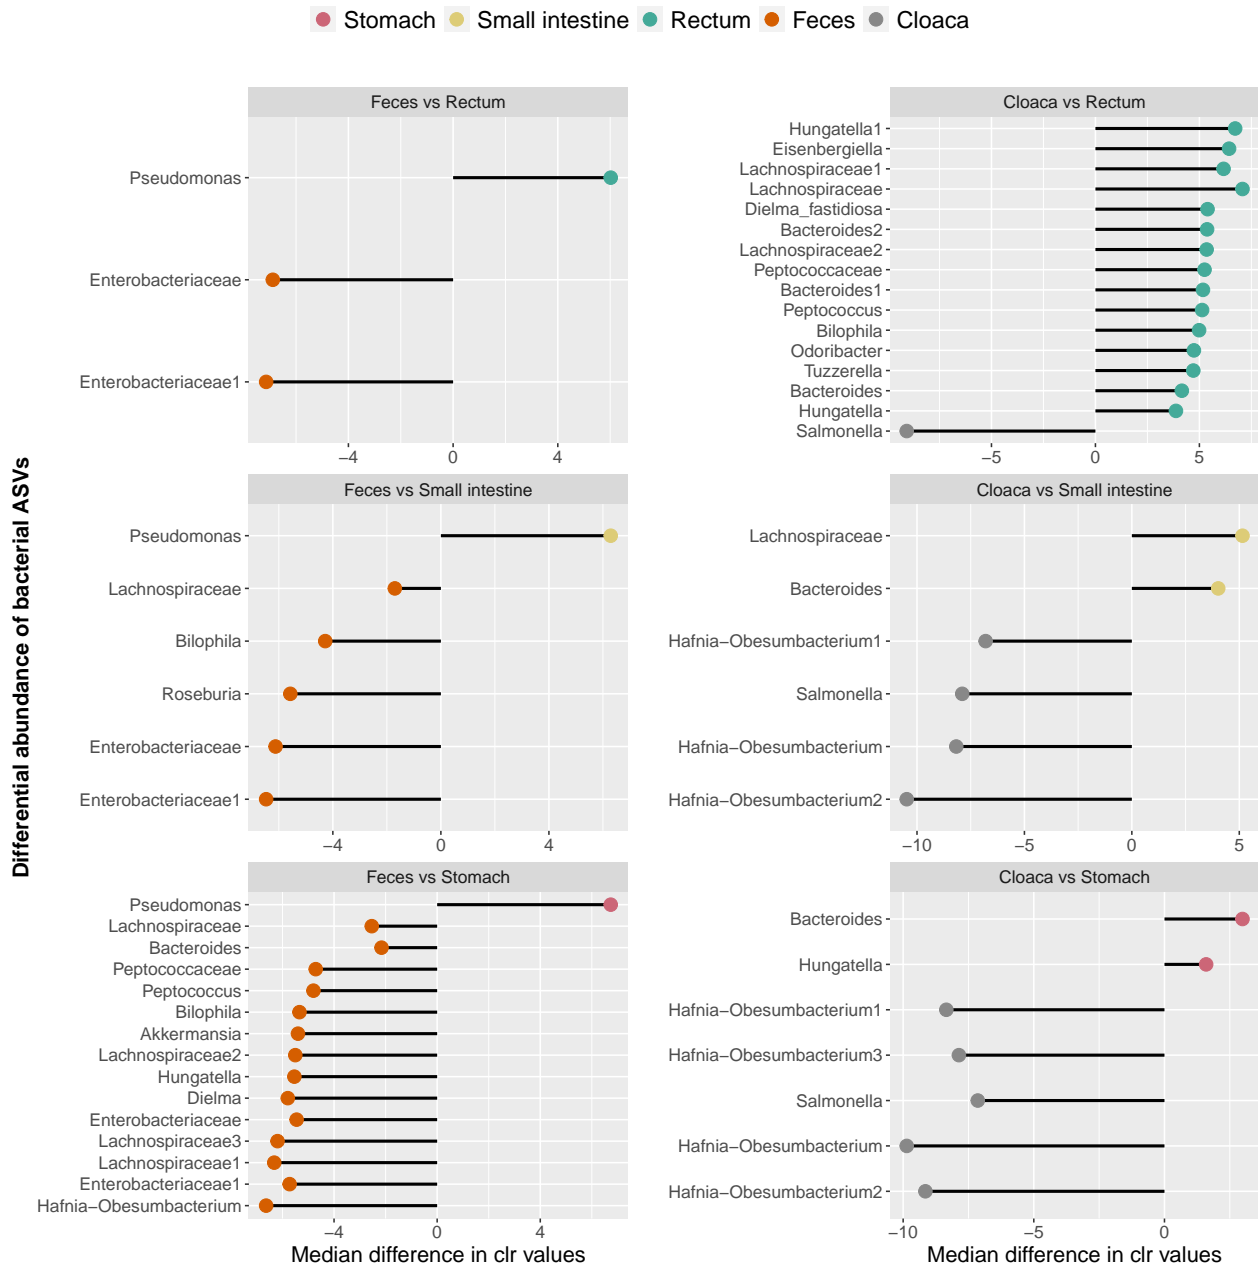 Stomach Small intestine Rectum Feces Cloaca
Differential abundance of bacterial ASVs
Feces vs Rectum
Pseudomonas
Enterobacteriaceae
Enterobacteriaceae1
−4 0 4
Cloaca vs Rectum
Hungatella1
Eisenbergiella
Lachnospiraceae1
Lachnospiraceae
Dielma_fastidiosa
Bacteroides2
Lachnospiraceae2
Peptococcaceae
Bacteroides1
Peptococcus
Bilophila
Odoribacter
Tuzzerella
Bacteroides
Hungatella
Salmonella
−5 0 5
Feces vs Small intestine
Pseudomonas
Lachnospiraceae
Bilophila
Roseburia
Enterobacteriaceae
Enterobacteriaceae1
−4 0 4
Cloaca vs Small intestine
Lachnospiraceae
Bacteroides
Hafnia−Obesumbacterium1
Salmonella
Hafnia−Obesumbacterium
Hafnia−Obesumbacterium2
−10 −5 0 5
Feces vs Stomach
Pseudomonas
Lachnospiraceae
Bacteroides
Peptococcaceae
Peptococcus
Bilophila
Akkermansia
Lachnospiraceae2
Hungatella
Dielma
Enterobacteriaceae
Lachnospiraceae3
Lachnospiraceae1
Enterobacteriaceae1
Hafnia−Obesumbacterium
−4 0 4
Median difference in clr values
Cloaca vs Stomach
Bacteroides
Hungatella
Hafnia−Obesumbacterium1
Hafnia−Obesumbacterium3
Salmonella
Hafnia−Obesumbacterium
Hafnia−Obesumbacterium2
−10 −5 0
Median difference in clr values